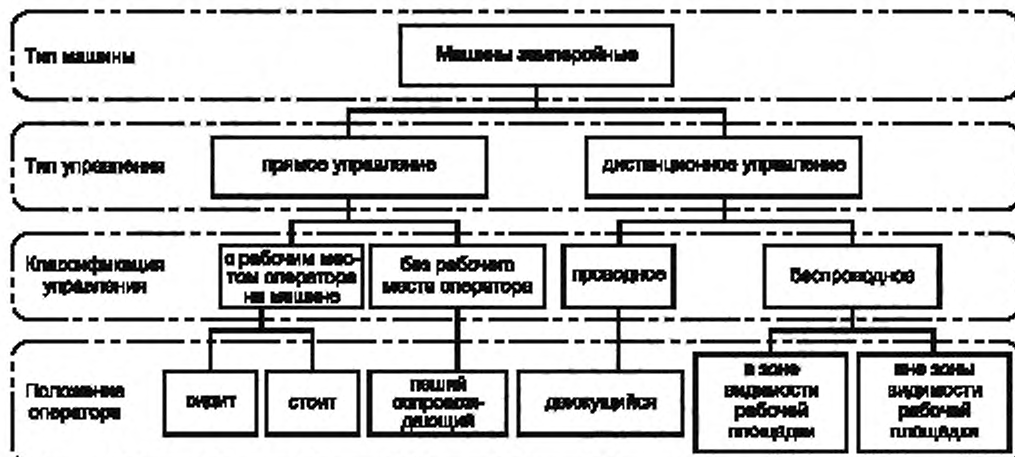 Тип машины
Машины землеройные
Тип управления
прямое управление
дистанционное управление
Классификация
управления
с рабочим мес-
том оператора
на машине
без рабочего
места оператора
проводное
беспроводное
Положение
оператора
сидит
стоит
пеший
сопровож-
дающий
движущийся
в зоне
видимости
рабочей
площадки
вне зоны
видимости
рабочей
площадки